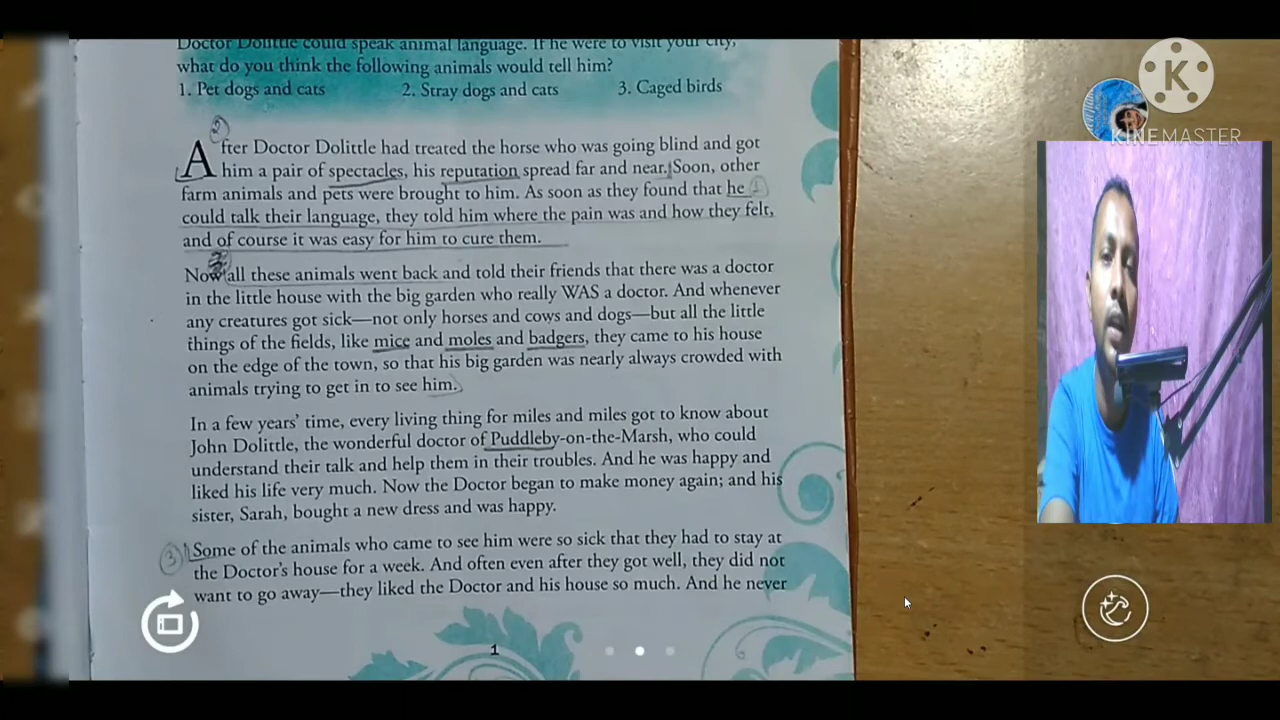 Doctor Dolittle could speak animal language. If he were to visit your city,
what do you think the following animals would tell him?
1. Pet dogs and cats 2. Stray dogs and cats 3. Caged birds
After Doctor Dolittle had treated the horse who was going blind and got
him a pair of spectacles, his reputation spread far and near. Soon, other
farm animals and pets were brought to him. As soon as they found that he
could talk their language, they told him where the pain was and how they felt,
and of course it was easy for him to cure them.
Now all these animals went back and told their friends that there was a doctor
in the little house with the big garden who really WAS a doctor. And whenever
any creatures got sick—not only horses and cows and dogs—but all the little
things of the fields, like mice and moles and badgers, they came to his house
on the edge of the town, so that his big garden was nearly always crowded with
animals trying to get in to see him.
In a few years' time, every living thing for miles and miles got to know about
John Dolittle, the wonderful doctor of Puddleby-on-the-Marsh, who could
understand their talk and help them in their troubles. And he was happy and
liked his life very much. Now the Doctor began to make money again; and his
sister, Sarah, bought a new dress and was happy.
3 Some of the animals who came to see him were so sick that they had to stay at
the Doctor's house for a week. And often even after they got well, they did not
want to go away—they liked the Doctor and his house so much. And he never
1
K
KINEMASTER